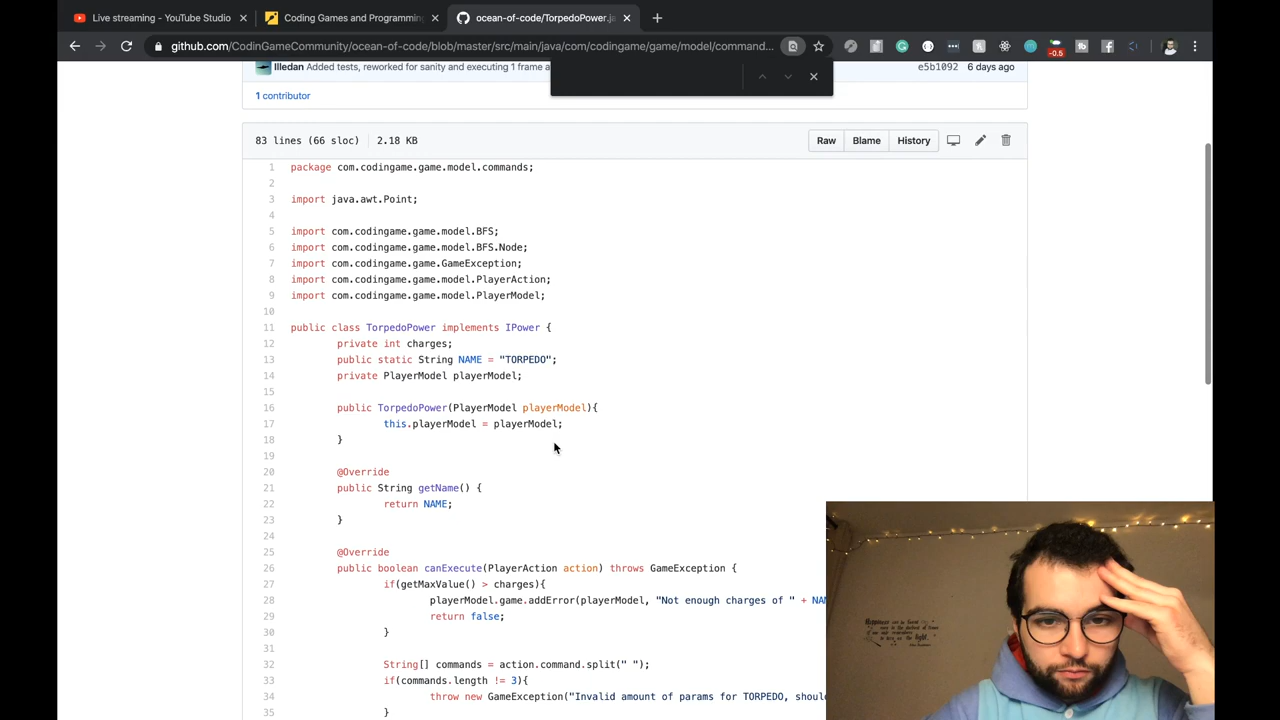 Live streaming - YouTube Studio
Coding Games and Programming
ocean-of-code/TorpedoPower.ja
github.com/CodinGameCommunity/ocean-of-code/blob/master/src/main/java/com/codingame/game/model/command...
-0.5
Illedan Added tests, reworked for sanity and executing 1 frame a
e5b1092 6 days ago
1 contributor
83 lines (66 sloc) 2.18 KB
Raw Blame History
1 package com.codingame.game.model.commands;
2
3 import java.awt.Point;
4
5 import com.codingame.game.model.BFS;
6 import com.codingame.game.model.BFS.Node;
7 import com.codingame.game.GameException;
8 import com.codingame.game.model.PlayerAction;
9 import com.codingame.game.model.PlayerModel;
10
11 public class TorpedoPower implements IPower {
12 private int charges;
13 public static String NAME = "TORPEDO";
14 private PlayerModel playerModel;
15
16 public TorpedoPower(PlayerModel playerModel){
17 this.playerModel = playerModel;
18 }
19
20 @Override
21 public String getName() {
22 return NAME;
23 }
24
25 @Override
26 public boolean canExecute(PlayerAction action) throws GameException {
27 if(getMaxValue() > charges){
28 playerModel.game.addError(playerModel, "Not enough charges of " + NAM
29 return false;
30 }
31
32 String[] commands = action.command.split(" ");
33 if(commands.length != 3){
34 throw new GameException("Invalid amount of params for TORPEDO, shoul
35 }